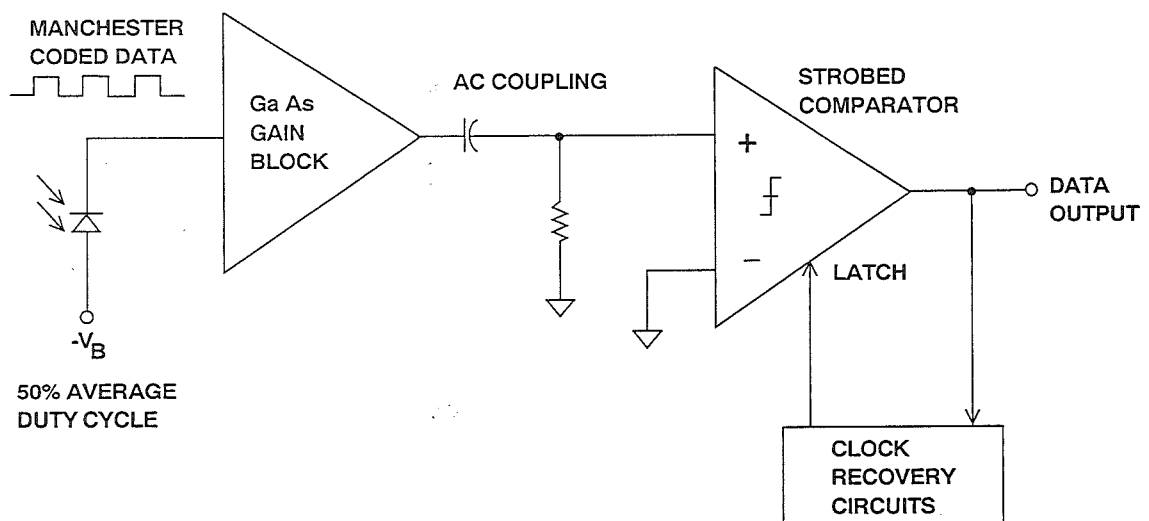 MANCHESTER
CODED DATA
Ga As
GAIN
BLOCK
AC COUPLING
STROBED
COMPARATOR
+
−
DATA
OUTPUT
LATCH
-VB
50% AVERAGE
DUTY CYCLE
CLOCK
RECOVERY
CIRCUITS